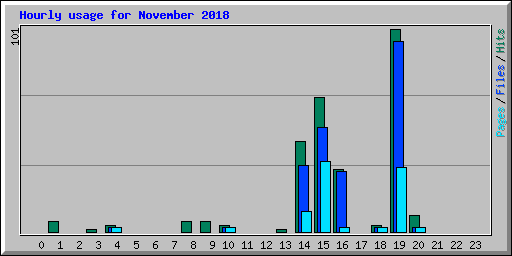 Hourly usage for November 2018
101
Pages/Files/Hits
0 1 2 3 4 5 6 7 8 9 10 11 12 13 14 15 16 17 18 19 20 21 22 23